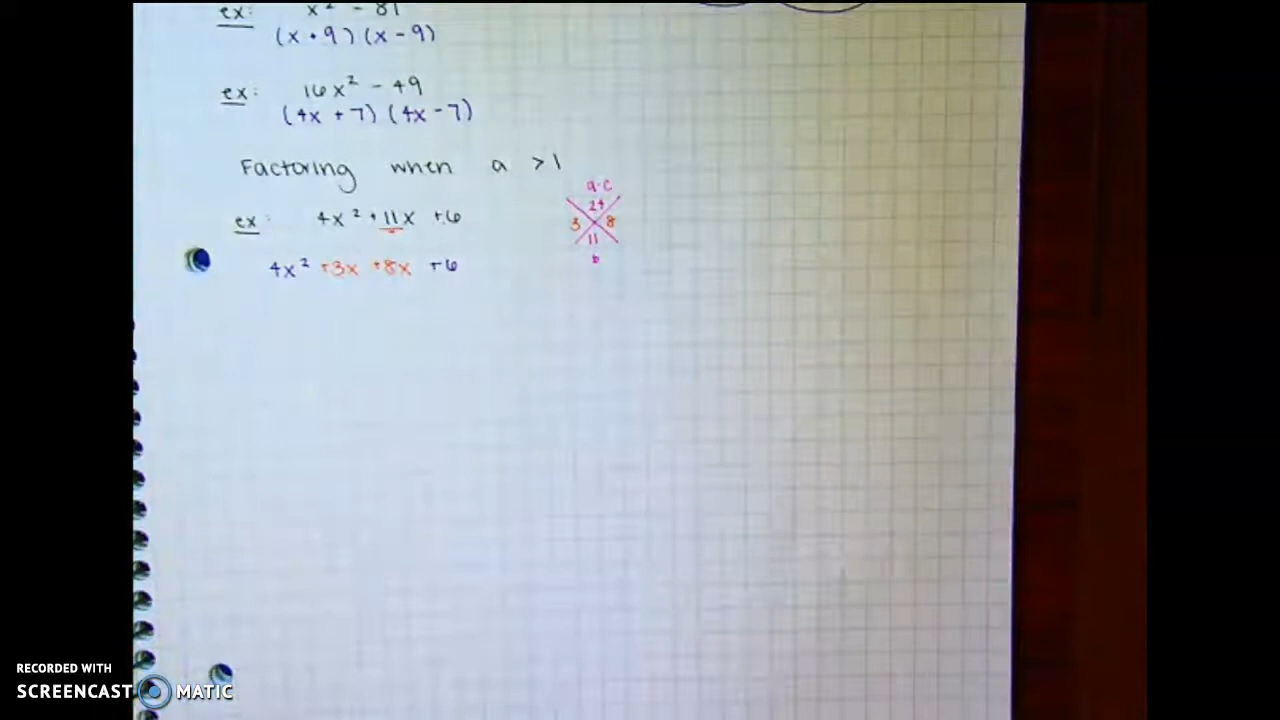 ex: x² - 81
(x + 9) (x - 9)
ex: 16x² - 49
(4x + 7) (4x - 7)
Factoring when a > 1
a·c
24
ex: 4x² + 11x + 6
3 8
11
b
4x² +3x +8x +6
RECORDED WITH
SCREENCAST MATIC